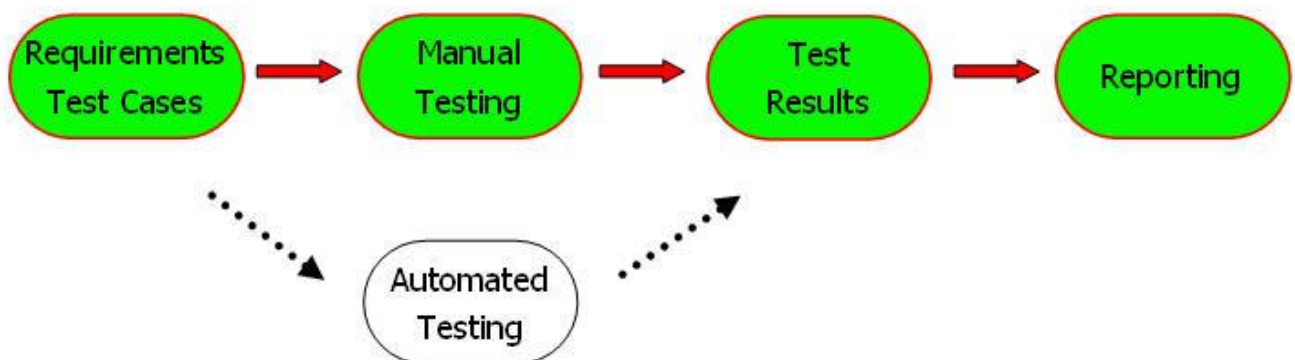 Requirements
Test Cases
Manual
Testing
Test
Results
Reporting
Automated
Testing